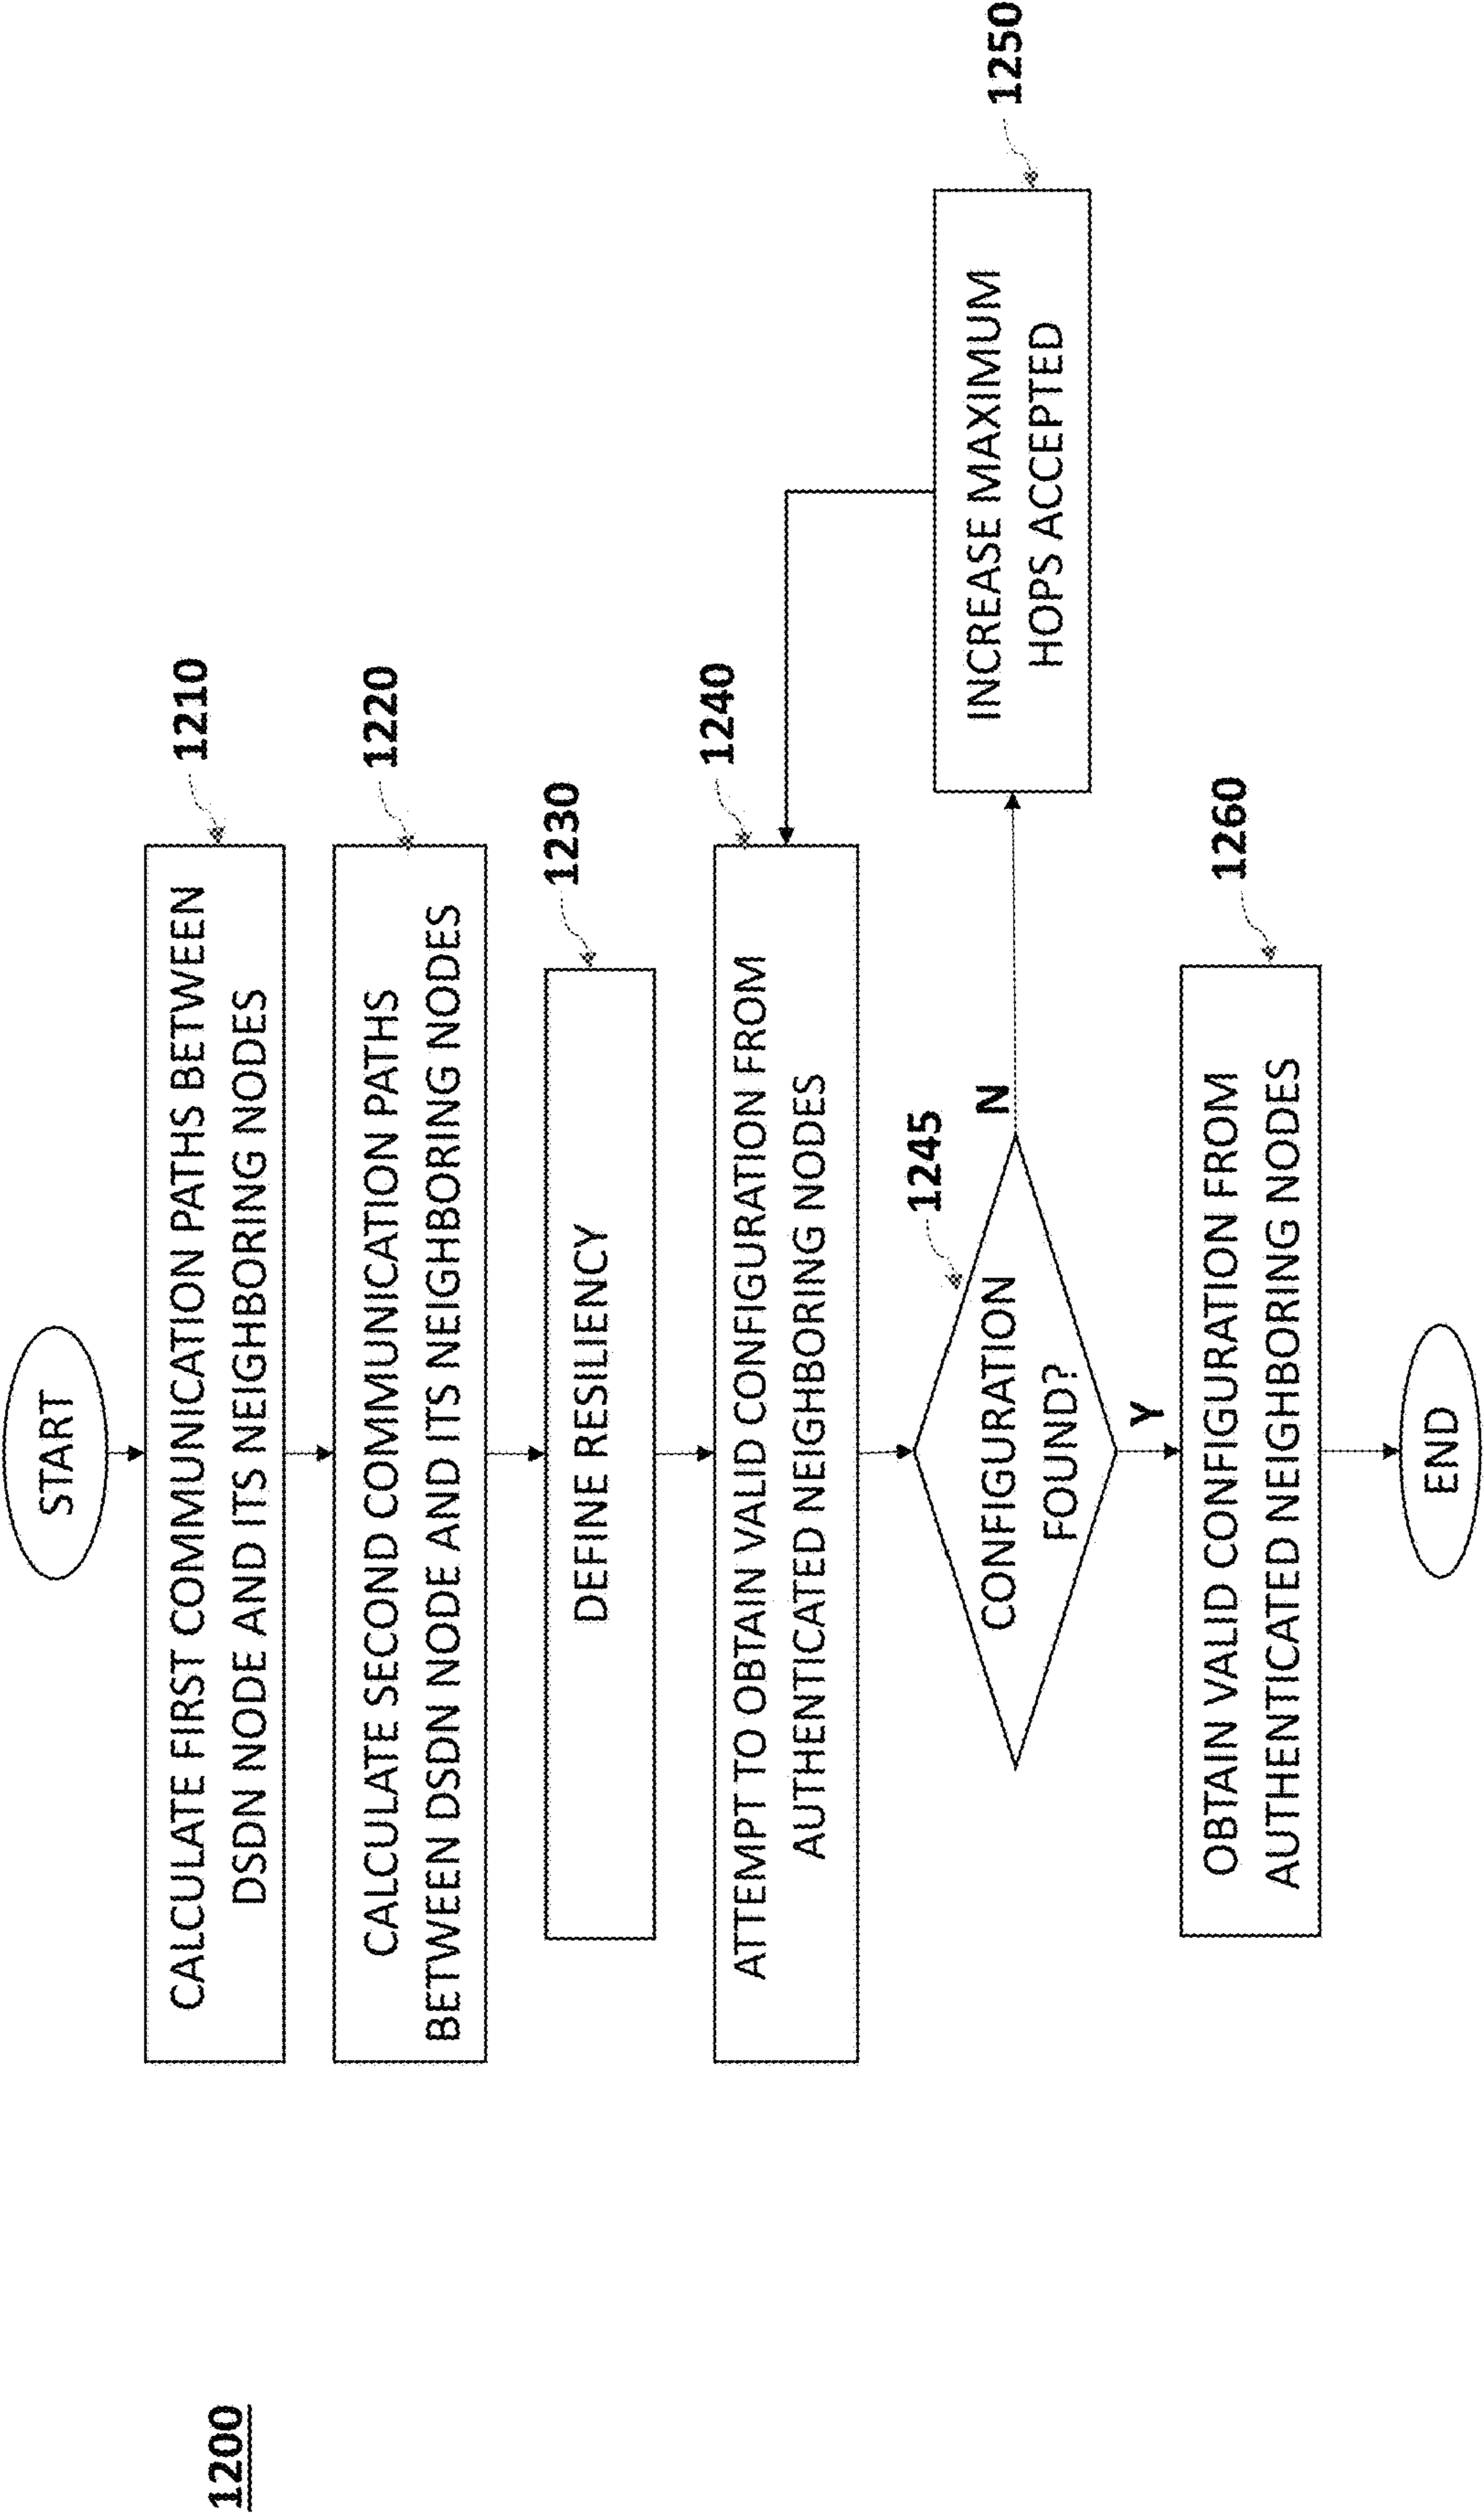 1200
START
CALCULATE FIRST COMMUNICATION PATHS BETWEEN
DSDN NODE AND ITS NEIGHBORING NODES
1210
CALCULATE SECOND COMMUNICATION PATHS
BETWEEN DSDN NODE AND ITS NEIGHBORING NODES
1220
DEFINE RESILIENCY
1230
ATTEMPT TO OBTAIN VALID CONFIGURATION FROM
AUTHENTICATED NEIGHBORING NODES
1240
CONFIGURATION
FOUND?
1245
N
INCREASE MAXIMUM
HOPS ACCEPTED
1250
Y
OBTAIN VALID CONFIGURATION FROM
AUTHENTICATED NEIGHBORING NODES
1260
END